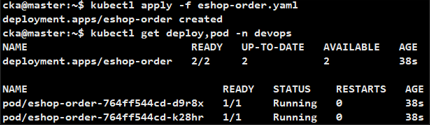 cka@master:~$ kubectl apply -f eshop-order.yaml
deployment.apps/eshop-order created
cka@master:~$ kubectl get deploy,pod -n devops
NAME READY UP-TO-DATE AVAILABLE AGE
deployment.apps/eshop-order 2/2 2 2 38s
NAME READY STATUS RESTARTS AGE
pod/eshop-order-764ff544cd-d9r8x 1/1 Running 0 38s
pod/eshop-order-764ff544cd-k28hr 1/1 Running 0 38s